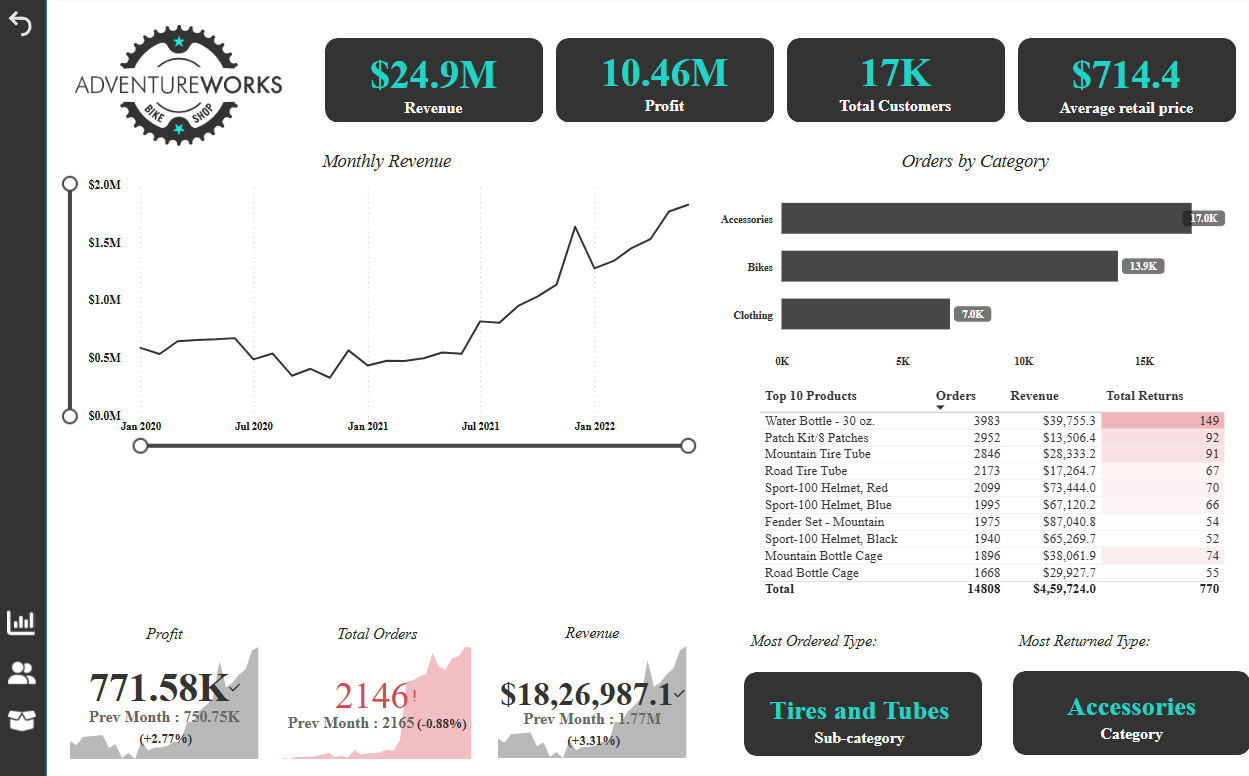 ADVENTUREWORKS
BIKE SHOP
$24.9M
Revenue
10.46M
Profit
17K
Total Customers
$714.4
Average retail price
Monthly Revenue
$2.0M
$1.5M
$1.0M
$0.5M
$0.0M
Jan 2020 Jul 2020 Jan 2021 Jul 2021 Jan 2022
Orders by Category
Accessories 17.0K
Bikes 13.9K
Clothing 7.0K
0K 5K 10K 15K
Top 10 Products Orders Revenue Total Returns
Water Bottle - 30 oz. 3983 $39,755.3 149
Patch Kit/8 Patches 2952 $13,506.4 92
Mountain Tire Tube 2846 $28,333.2 91
Road Tire Tube 2173 $17,264.7 67
Sport-100 Helmet, Red 2099 $73,444.0 70
Sport-100 Helmet, Blue 1995 $67,120.2 66
Fender Set - Mountain 1975 $87,040.8 54
Sport-100 Helmet, Black 1940 $65,269.7 52
Mountain Bottle Cage 1896 $38,061.9 74
Road Bottle Cage 1668 $29,927.7 55
Total 14808 $4,59,724.0 770
Profit
771.58K
Prev Month : 750.75K
(+2.77%)
Total Orders
2146!
Prev Month : 2165 (-0.88%)
Revenue
$18,26,987.1
Prev Month : 1.77M
(+3.31%)
Most Ordered Type:
Tires and Tubes
Sub-category
Most Returned Type:
Accessories
Category